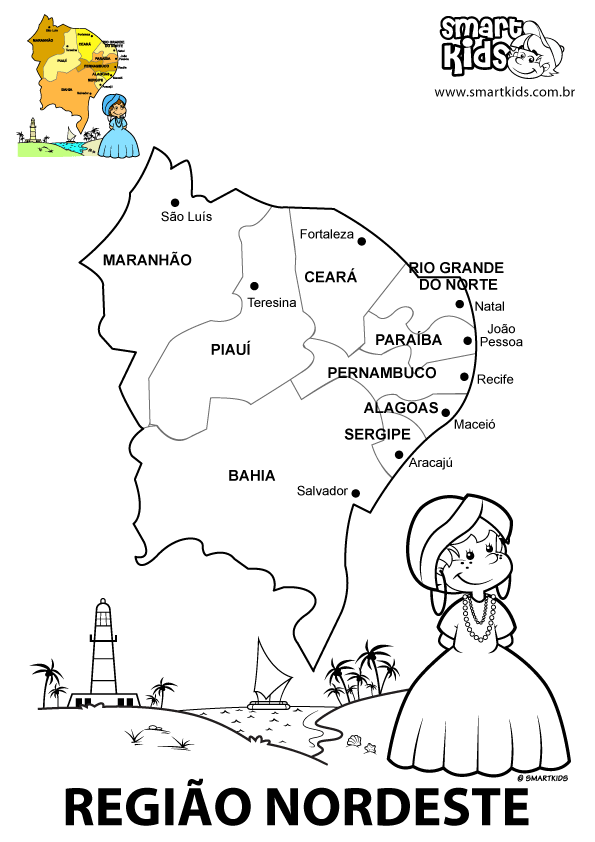 smart
kids
www.smartkids.com.br
São Luís
Fortaleza
MARANHÃO
CEARÁ
RIO GRANDE
DO NORTE
Teresina
Natal
PIAUÍ
PARAÍBA
João
Pessoa
PERNAMBUCO
Recife
ALAGOAS
Maceió
SERGIPE
Aracajú
BAHIA
Salvador
© SMARTKIDS
REGIÃO NORDESTE